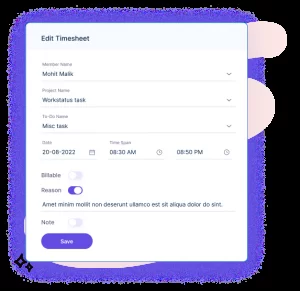 Edit Timesheet
Member Name
Mohit Malik
Project Name
Workstatus task
To-Do Name
Misc task
Date Time Span
20-08-2022 08:30 AM 08:50 PM
Billable
Reason
Amet minim mollit non deserunt ullamco est sit aliqua dolor do sint.
Note
Save